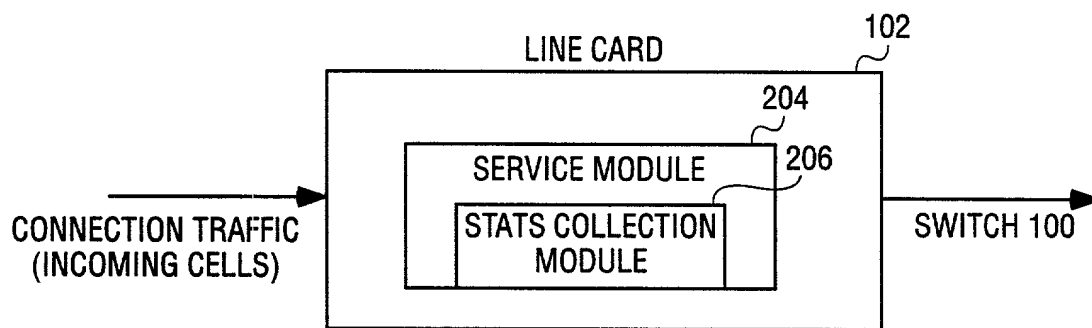 LINE CARD
102
204
SERVICE MODULE
206
STATS COLLECTION
MODULE
CONNECTION TRAFFIC
(INCOMING CELLS)
SWITCH 100